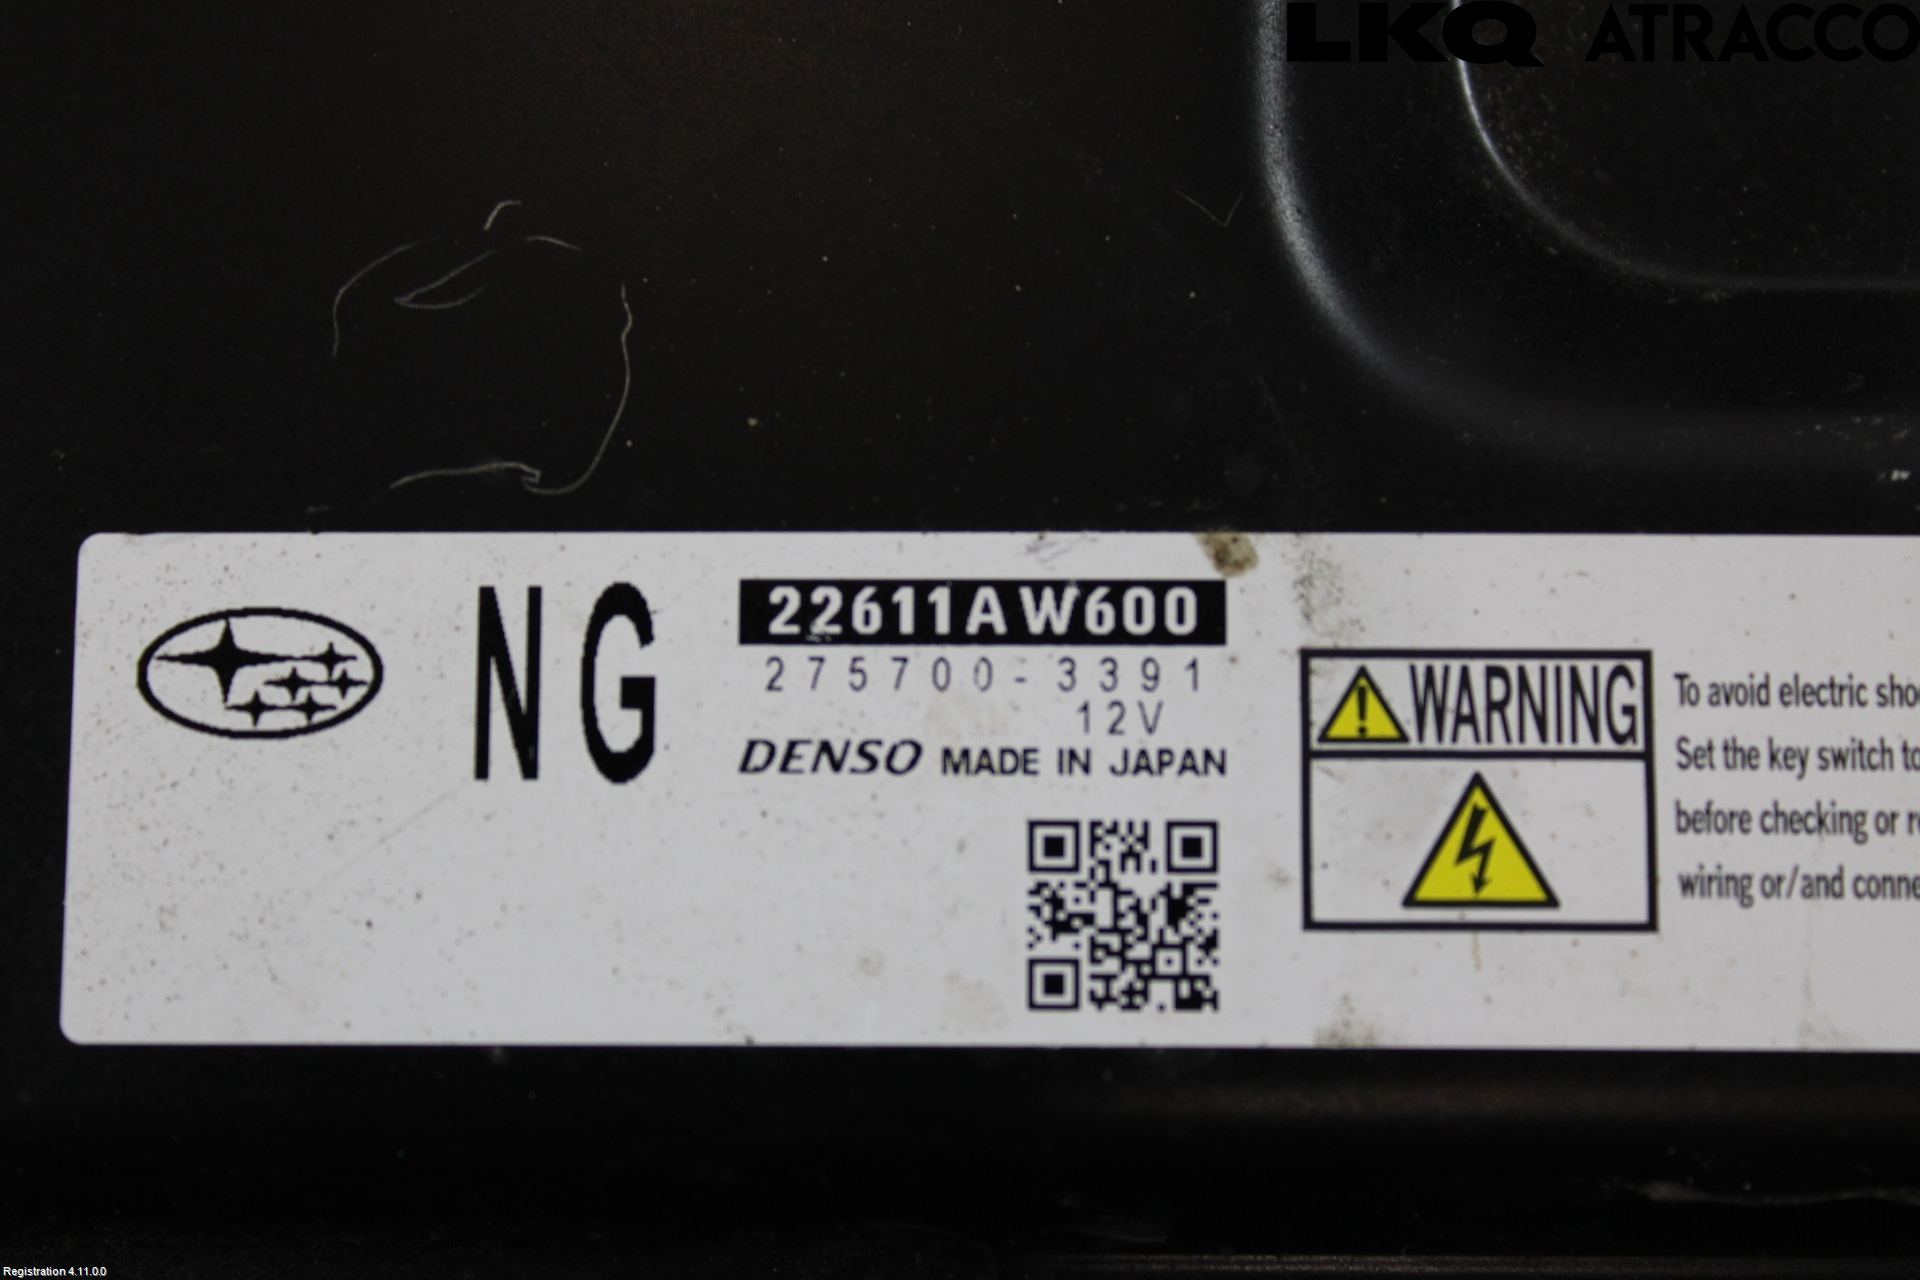 LKQ ATRACCO
NG
22611AW600
275700-3391
12V
DENSO MADE IN JAPAN
WARNING
To avoid electric sho
Set the key switch to
before checking or r
wiring or/and conne
Registration 4.11.0.0